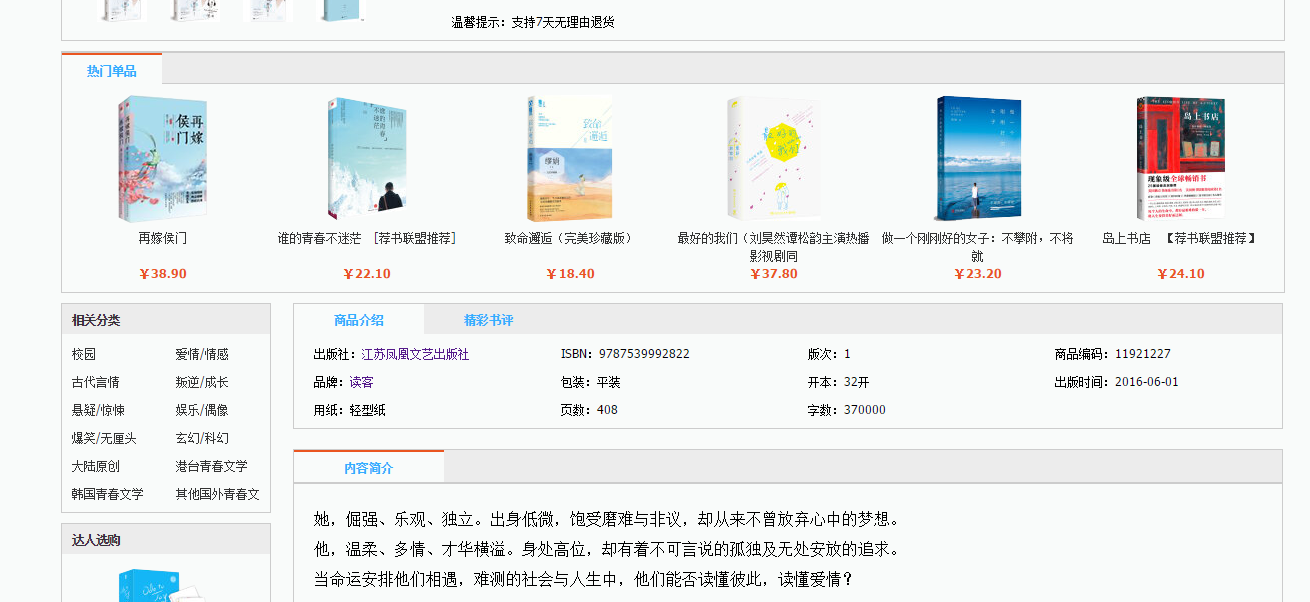 温馨提示：支持7天无理由退货
热门单品
再嫁侯门
谁的青春不迷茫 [荐书联盟推荐]
致命邂逅（完美珍藏版）
最好的我们（刘昊然谭松韵主演热播
影视剧同
做一个刚刚好的女子：不攀附，不将
就
岛上书店 【荐书联盟推荐】
￥38.90
￥22.10
￥18.40
￥37.80
￥23.20
￥24.10
相关分类
校园 爱情/情感
古代言情 叛逆/成长
悬疑/惊悚 娱乐/偶像
爆笑/无厘头 玄幻/科幻
大陆原创 港台青春文学
韩国青春文学 其他国外青春文
达人选购
商品介绍 精彩书评
出版社：江苏凤凰文艺出版社 ISBN：9787539992822 版次：1 商品编码：11921227
品牌：读客 包装：平装 开本：32开 出版时间：2016-06-01
用纸：轻型纸 页数：408 字数：370000
内容简介
她，倔强、乐观、独立。出身低微，饱受磨难与非议，却从来不曾放弃心中的梦想。
他，温柔、多情、才华横溢。身处高位，却有着不可言说的孤独及无处安放的追求。
当命运安排他们相遇，难测的社会与人生中，他们能否读懂彼此，读懂爱情？